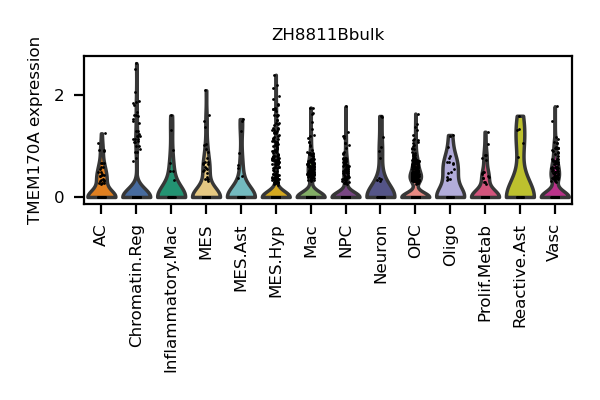 ZH8811Bbulk
TMEM170A expression
2
0
AC
Chromatin.Reg
Inflammatory.Mac
MES
MES.Ast
MES.Hyp
Mac
NPC
Neuron
OPC
Oligo
Prolif.Metab
Reactive.Ast
Vasc